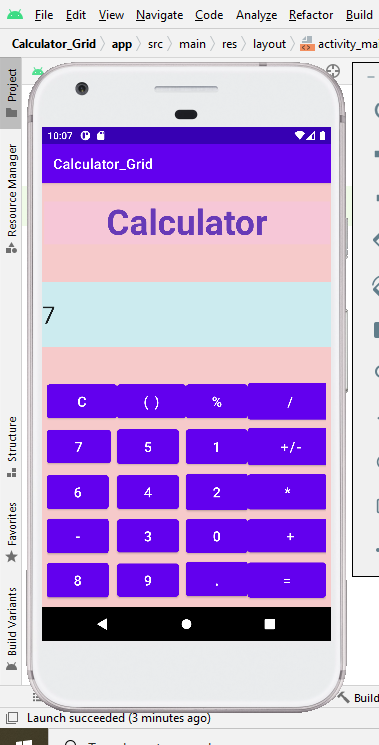 File Edit View Navigate Code Analyze Refactor Build
Calculator_Grid app src main res layout activity_ma
Project
Resource Manager
Structure
Favorites
Build Variants
10:07
Calculator_Grid
Calculator
7
C ( ) % /
7 5 1 +/-
6 4 2 *
- 3 0 +
8 9 . =
Build
Launch succeeded (3 minutes ago)